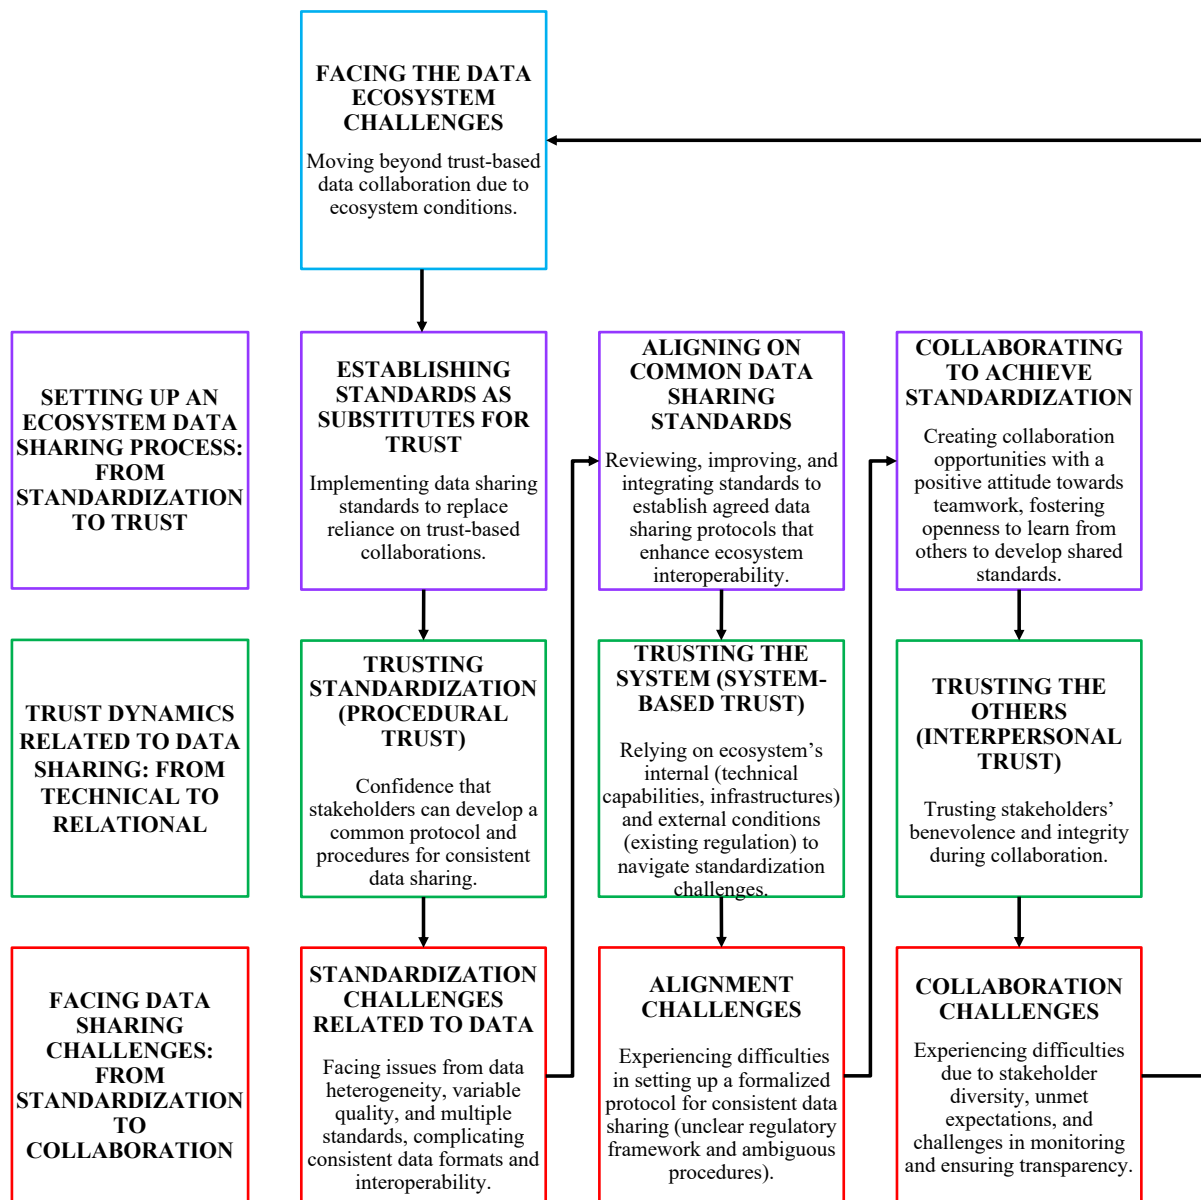 FACING THE DATA
ECOSYSTEM
CHALLENGES
Moving beyond trust-based
data collaboration due to
ecosystem conditions.
SETTING UP AN
ECOSYSTEM DATA
SHARING PROCESS:
FROM
STANDARDIZATION
TO TRUST
ESTABLISHING
STANDARDS AS
SUBSTITUTES FOR
TRUST
Implementing data sharing
standards to replace
reliance on trust-based
collaborations.
ALIGNING ON
COMMON DATA
SHARING
STANDARDS
Reviewing, improving, and
integrating standards to
establish agreed data
sharing protocols that
enhance ecosystem
interoperability.
COLLABORATING
TO ACHIEVE
STANDARDIZATION
Creating collaboration
opportunities with a
positive attitude towards
teamwork, fostering
openness to learn from
others to develop shared
standards.
TRUST DYNAMICS
RELATED TO DATA
SHARING: FROM
TECHNICAL TO
RELATIONAL
TRUSTING
STANDARDIZATION
(PROCEDURAL
TRUST)
Confidence that
stakeholders can develop a
common protocol and
procedures for consistent
data sharing.
TRUSTING THE
SYSTEM (SYSTEM-
BASED TRUST)
Relying on ecosystem’s
internal (technical
capabilities, infrastructures)
and external conditions
(existing regulation) to
navigate standardization
challenges.
TRUSTING THE
OTHERS
(INTERPERSONAL
TRUST)
Trusting stakeholders’
benevolence and integrity
during collaboration.
FACING DATA
SHARING
CHALLENGES:
FROM
STANDARDIZATION
TO
COLLABORATION
STANDARDIZATION
CHALLENGES
RELATED TO DATA
Facing issues from data
heterogeneity, variable
quality, and multiple
standards, complicating
consistent data formats and
interoperability.
ALIGNMENT
CHALLENGES
Experiencing difficulties
in setting up a formalized
protocol for consistent data
sharing (unclear regulatory
framework and ambiguous
procedures).
COLLABORATION
CHALLENGES
Experiencing difficulties
due to stakeholder
diversity, unmet
expectations, and
challenges in monitoring
and ensuring transparency.